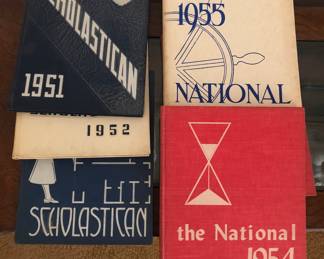 SCHOLASTICAN
1951
1955
NATIONAL
1952
SCHOLASTICAN
the National
1954